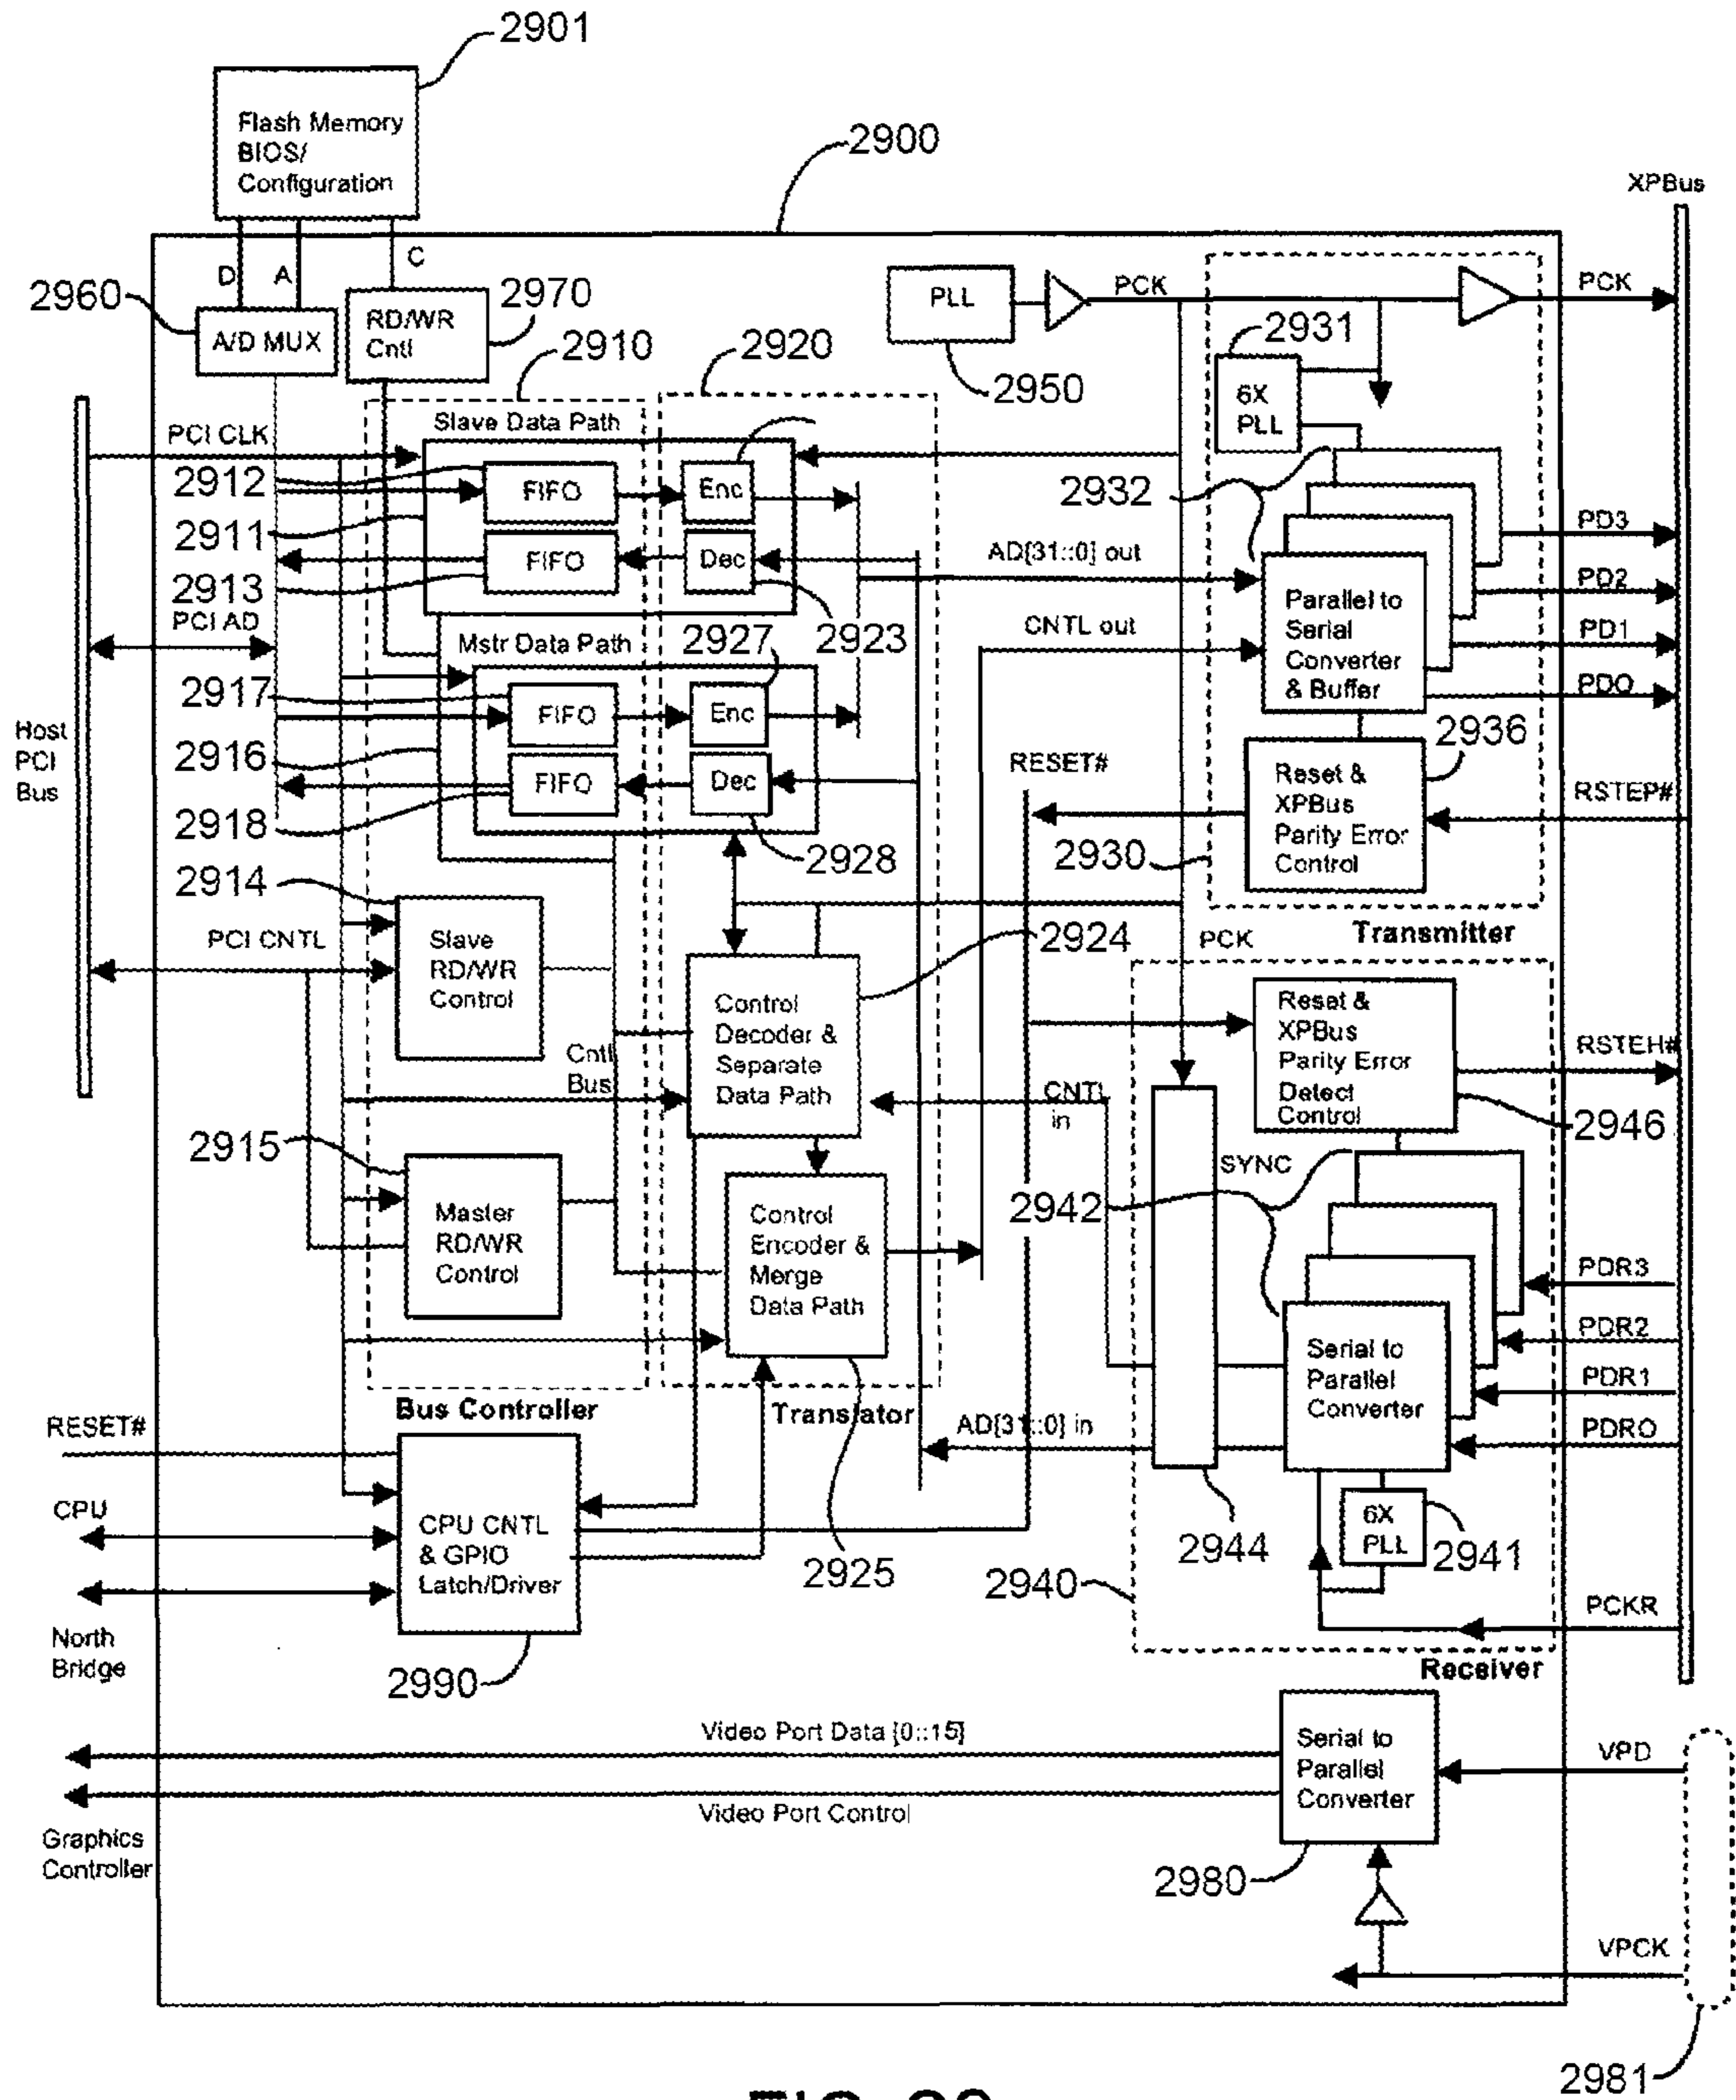 2901
Flash Memory
BIOS/
Configuration
2900
XPBus
D
A
C
2960
A/D MUX
RD/WR
Cntl
2970
2910
2920
PLL
2950
PCK
PCK
2931
6X
PLL
PCI CLK
Slave Data Path
2912
FIFO
Enc
2911
2913
FIFO
Dec
2923
PCI AD
2932
PD3
AD[31::0] out
PD2
CNTL out
PD1
PDO
Parallel to
Serial
Converter
& Buffer
Mstr Data Path
2927
2917
FIFO
Enc
2916
2918
FIFO
Dec
2928
Host
PCI
Bus
RESET#
2936
Reset &
XPBus
Parity Error
Control
RSTEP#
2930
Transmitter
2914
PCI CNTL
Slave
RD/WR
Control
Cntl
Bus
2924
Control
Decoder &
Separate
Data Path
PCK
Reset &
XPBus
Parity Error
Detect
Control
RSTEH#
2946
CNTL
in
SYNC
2942
2915
Master
RD/WR
Control
Control
Encoder &
Merge
Data Path
PDR3
PDR2
PDR1
PDRO
Serial to
Parallel
Converter
Bus Controller
Translator
AD[31::0] in
RESET#
CPU
CPU CNTL
& GPIO
Latch/Driver
North
Bridge
2990
2925
2944
6X
PLL
2941
2940
PCKR
Receiver
Video Port Data [0::15]
Video Port Control
Graphics
Controller
Serial to
Parallel
Converter
VPD
2980
VPCK
2981